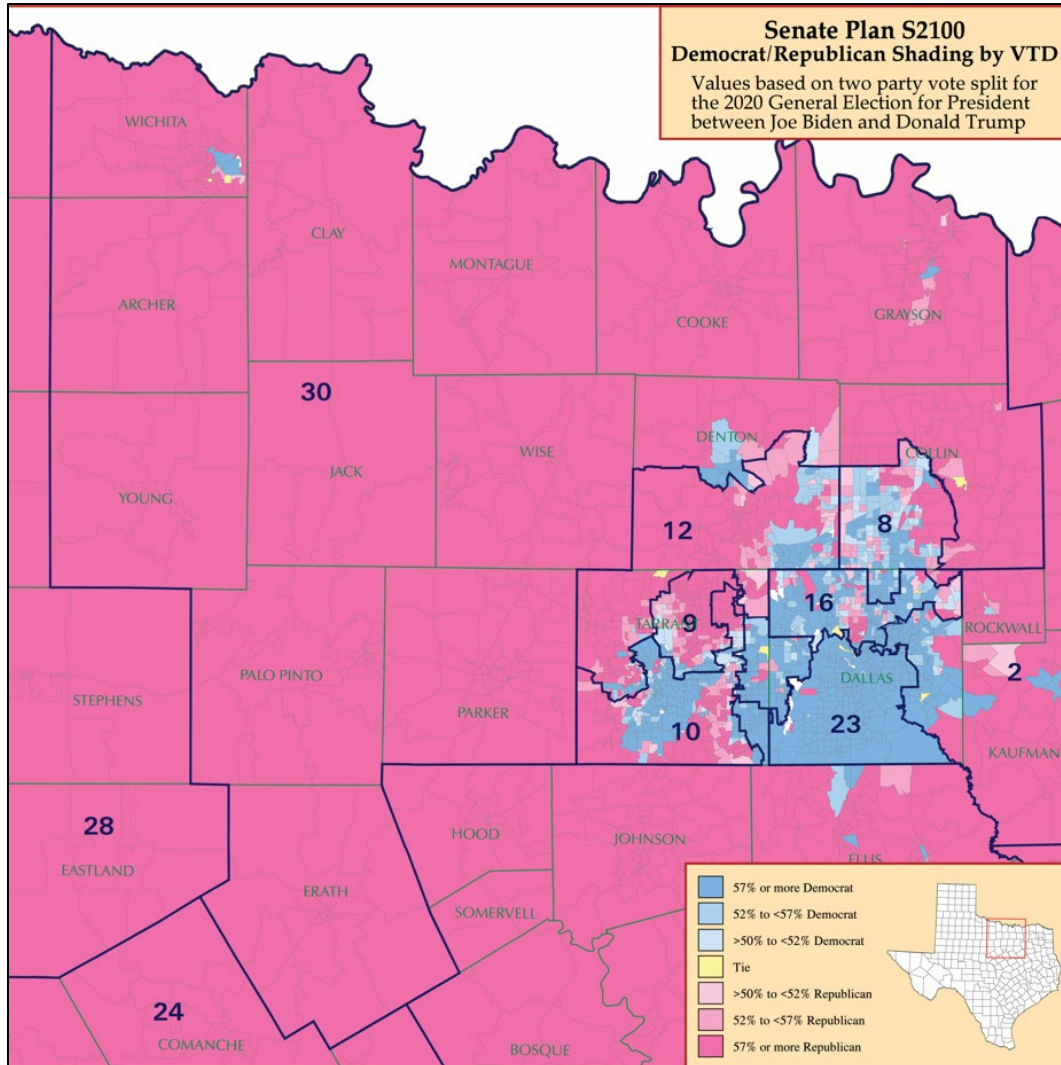 Senate Plan S2100
Democrat/Republican Shading by VTD
Values based on two party vote split for
the 2020 General Election for President
between Joe Biden and Donald Trump
WICHITA
CLAY
MONTAGUE
COOKE
GRAYSON
ARCHER
30
YOUNG
JACK
WISE
DENTON
COLLIN
12
8
16
9
TARRANT
ROCKWALL
2
STEPHENS
PALO PINTO
PARKER
10
DALLAS
23
KAUFMAN
28
EASTLAND
HOOD
JOHNSON
ELLIS
ERATH
SOMERVELL
24
COMANCHE
BOSQUE
57% or more Democrat
52% to <57% Democrat
>50% to <52% Democrat
Tie
>50% to <52% Republican
52% to <57% Republican
57% or more Republican